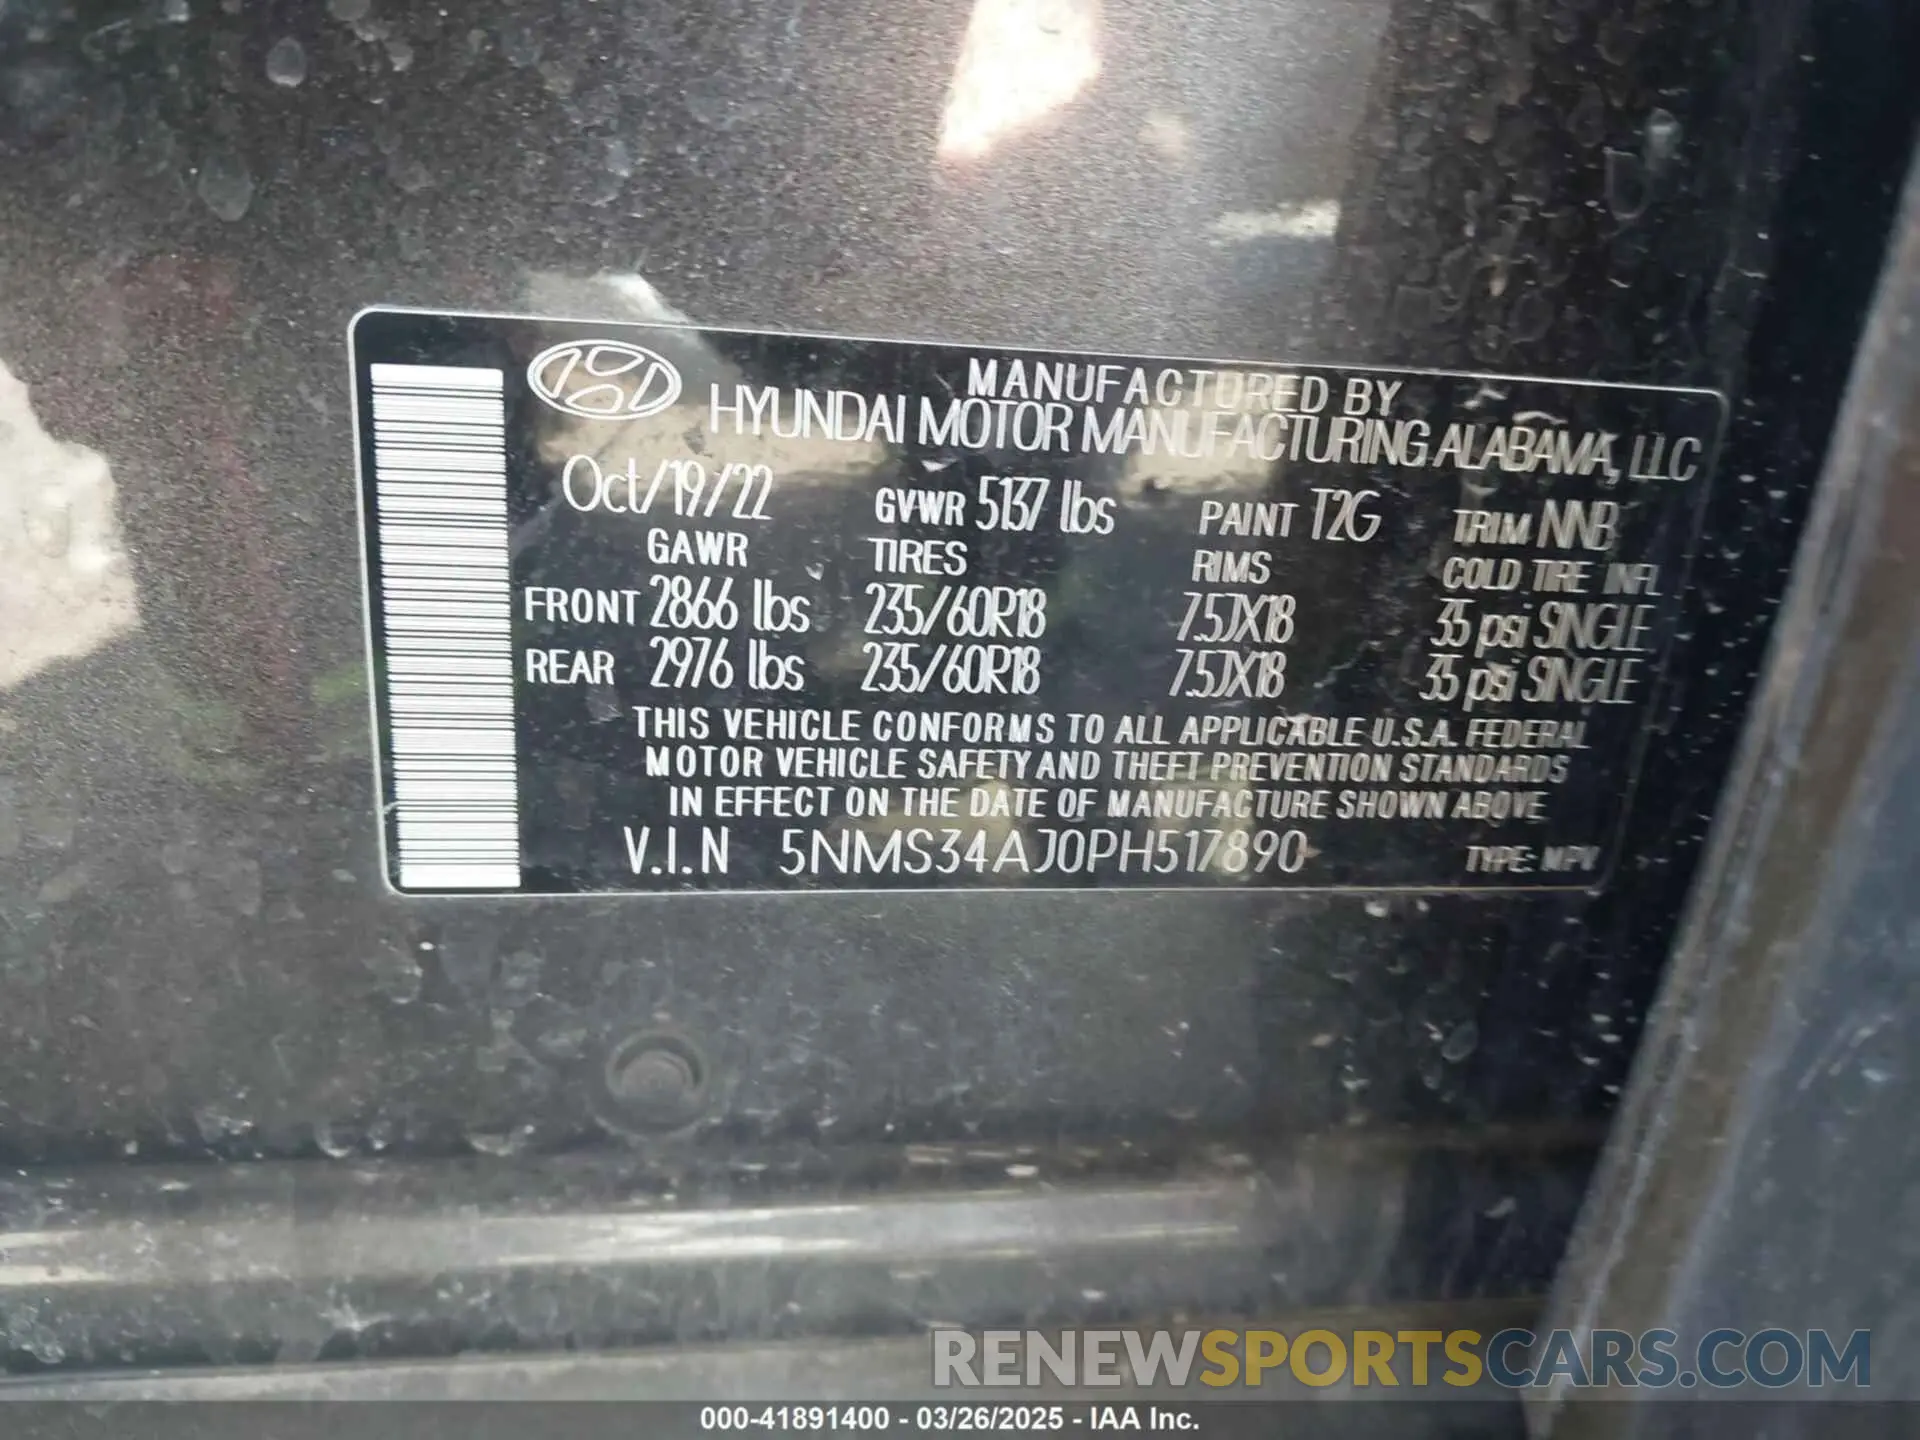 MANUFACTURED BY
HYUNDAI MOTOR MANUFACTURING ALABAMA, LLC
Oct/19/22 GVWR 5137 lbs PAINT T2G TRIM NNB
GAWR TIRES RIMS COLD TIRE INFL
FRONT 2866 lbs 235/60R18 7.5JX18 35 psi SINGLE
REAR 2976 lbs 235/60R18 7.5JX18 35 psi SINGLE
THIS VEHICLE CONFORMS TO ALL APPLICABLE U.S.A. FEDERAL
MOTOR VEHICLE SAFETY AND THEFT PREVENTION STANDARDS
IN EFFECT ON THE DATE OF MANUFACTURE SHOWN ABOVE
V.I.N 5NMS34AJ0PH517890 TYPE: MPV
RENEWSPORTSCARS.COM
000-41891400 - 03/26/2025 - IAA Inc.